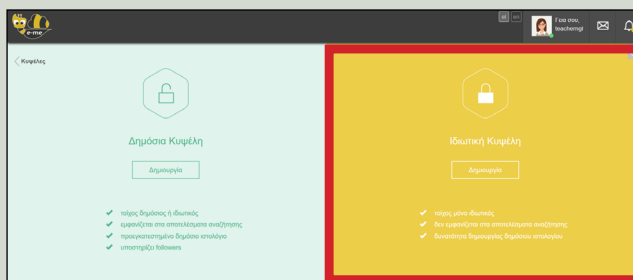 e-me
el en
Γεια σου,
teacherngl
Κυψέλες
Δημόσια Κυψέλη
Δημιουργία
τοίχος δημόσιος ή ιδιωτικός
εμφανίζεται στα αποτελέσματα αναζήτησης
προεγκατεστημένο δημόσιο ιστολόγιο
υποστηρίζει followers
Ιδιωτική Κυψέλη
Δημιουργία
τοίχος μόνο ιδιωτικός
δεν εμφανίζεται στα αποτελέσματα αναζήτησης
δυνατότητα δημιουργίας δημόσιου ιστολογίου